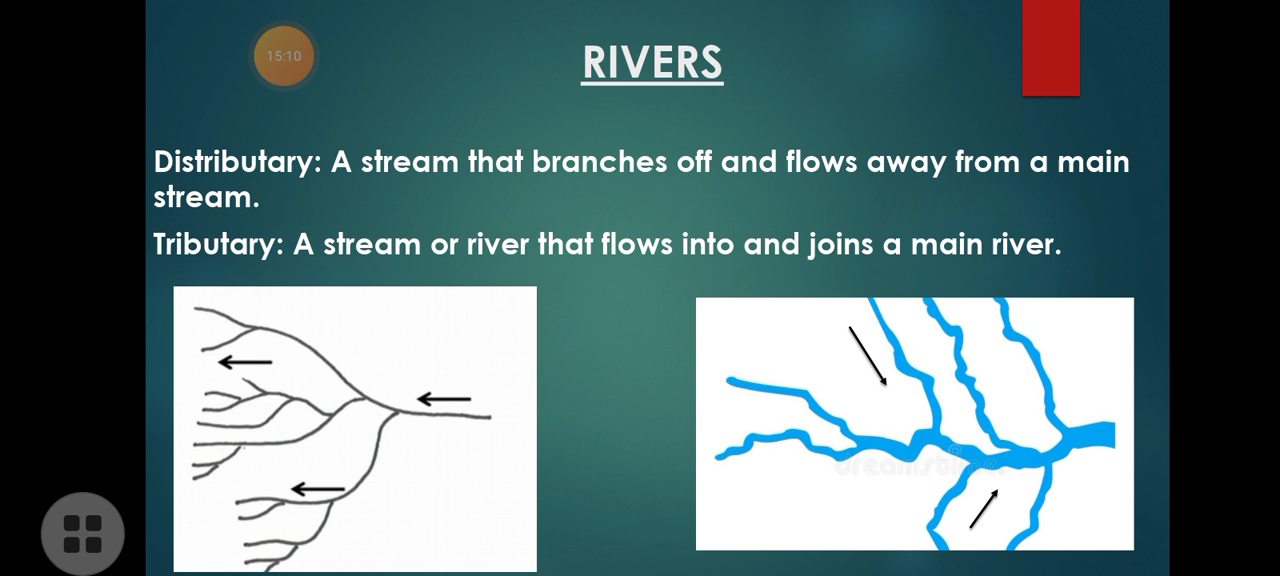 15:10
RIVERS
Distributary: A stream that branches off and flows away from a main
stream.
Tributary: A stream or river that flows into and joins a main river.
dreamstime.